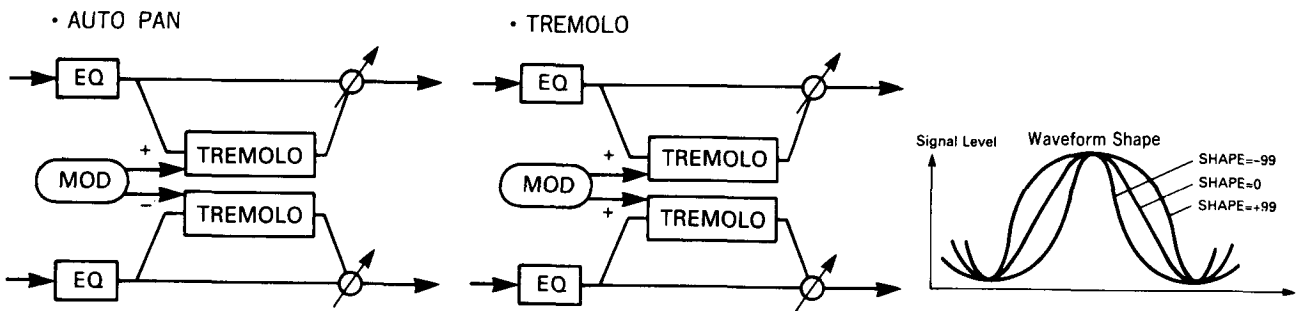 • AUTO PAN
EQ
+
TREMOLO
MOD
−
TREMOLO
EQ
• TREMOLO
EQ
+
TREMOLO
MOD
+
TREMOLO
EQ
Signal Level
Waveform Shape
SHAPE=-99
SHAPE=0
SHAPE=+99